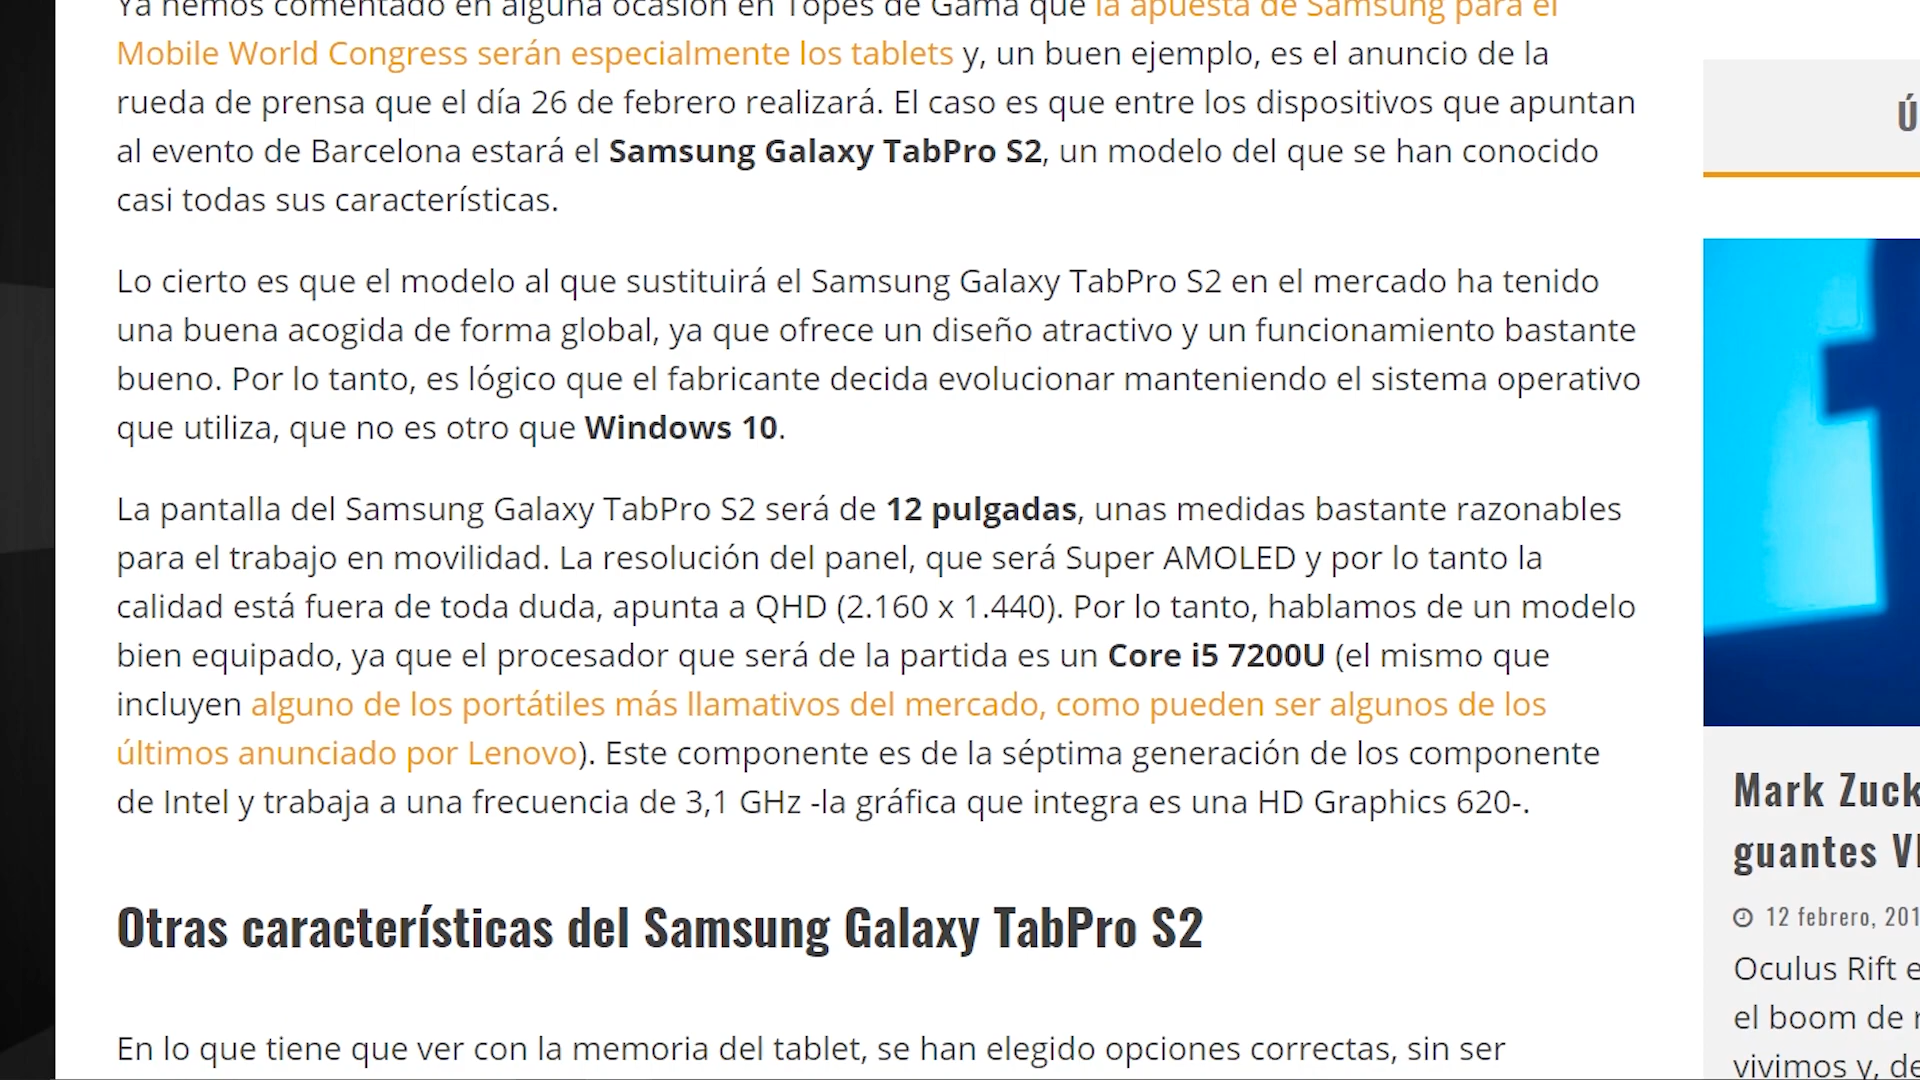 Ya hemos comentado en alguna ocasión en Topes de Gama que la apuesta de Samsung para el
Mobile World Congress serán especialmente los tablets y, un buen ejemplo, es el anuncio de la
rueda de prensa que el día 26 de febrero realizará. El caso es que entre los dispositivos que apuntan
al evento de Barcelona estará el Samsung Galaxy TabPro S2, un modelo del que se han conocido
casi todas sus características.
Lo cierto es que el modelo al que sustituirá el Samsung Galaxy TabPro S2 en el mercado ha tenido
una buena acogida de forma global, ya que ofrece un diseño atractivo y un funcionamiento bastante
bueno. Por lo tanto, es lógico que el fabricante decida evolucionar manteniendo el sistema operativo
que utiliza, que no es otro que Windows 10.
La pantalla del Samsung Galaxy TabPro S2 será de 12 pulgadas, unas medidas bastante razonables
para el trabajo en movilidad. La resolución del panel, que será Super AMOLED y por lo tanto la
calidad está fuera de toda duda, apunta a QHD (2.160 x 1.440). Por lo tanto, hablamos de un modelo
bien equipado, ya que el procesador que será de la partida es un Core i5 7200U (el mismo que
incluyen alguno de los portátiles más llamativos del mercado, como pueden ser algunos de los
últimos anunciado por Lenovo). Este componente es de la séptima generación de los componente
de Intel y trabaja a una frecuencia de 3,1 GHz -la gráfica que integra es una HD Graphics 620-.
Otras características del Samsung Galaxy TabPro S2
En lo que tiene que ver con la memoria del tablet, se han elegido opciones correctas, sin ser
Mark Zuck
guantes
12 febrero, 201
Oculus Rift e
el boom de
vivimos y, de